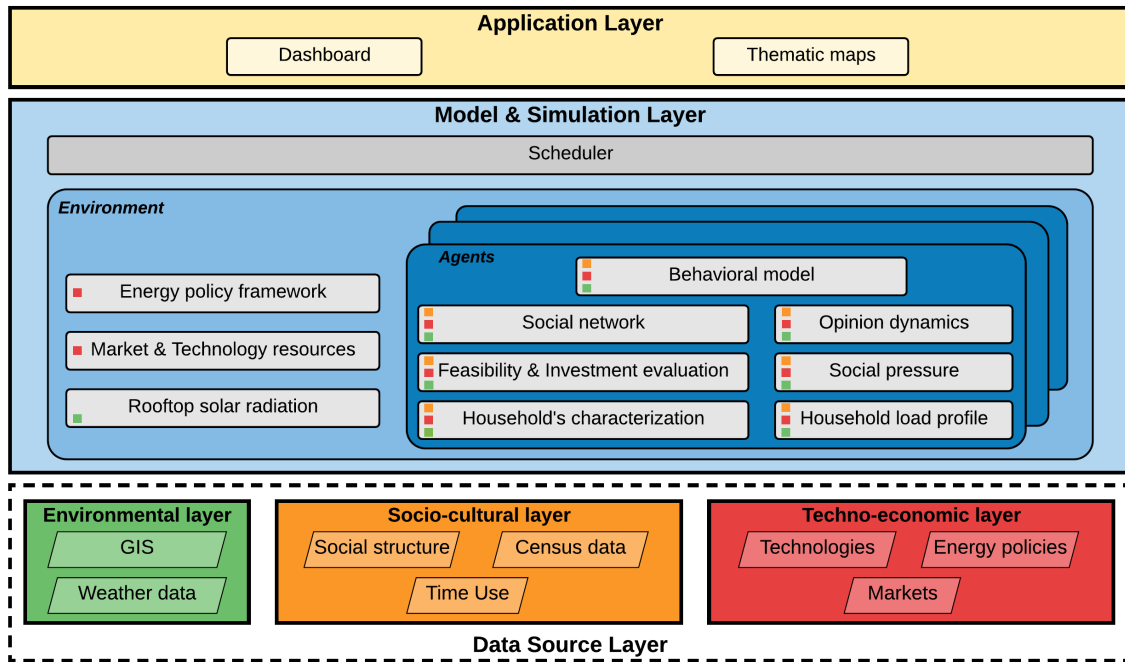 Application Layer
Dashboard
Thematic maps
Model & Simulation Layer
Scheduler
Environment
Energy policy framework
Market & Technology resources
Rooftop solar radiation
Agents
Behavioral model
Social network
Opinion dynamics
Feasibility & Investment evaluation
Social pressure
Household's characterization
Household load profile
Environmental layer
GIS
Weather data
Socio-cultural layer
Social structure
Census data
Time Use
Techno-economic layer
Technologies
Energy policies
Markets
Data Source Layer